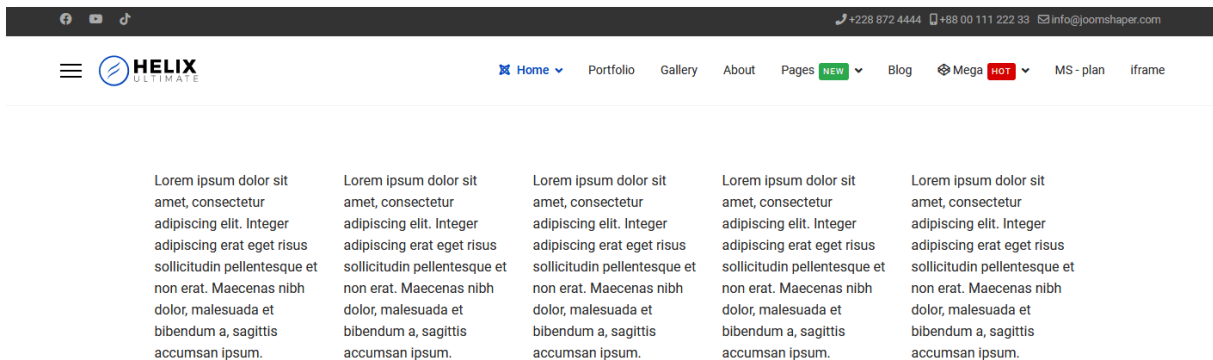 +228 872 4444 +88 00 111 222 33 info@joomshaper.com
HELIX
ULTIMATE
Home Portfolio Gallery About Pages NEW Blog Mega HOT MS - plan iframe
Lorem ipsum dolor sit
amet, consectetur
adipiscing elit. Integer
adipiscing erat eget risus
sollicitudin pellentesque et
non erat. Maecenas nibh
dolor, malesuada et
bibendum a, sagittis
accumsan ipsum.
Lorem ipsum dolor sit
amet, consectetur
adipiscing elit. Integer
adipiscing erat eget risus
sollicitudin pellentesque et
non erat. Maecenas nibh
dolor, malesuada et
bibendum a, sagittis
accumsan ipsum.
Lorem ipsum dolor sit
amet, consectetur
adipiscing elit. Integer
adipiscing erat eget risus
sollicitudin pellentesque et
non erat. Maecenas nibh
dolor, malesuada et
bibendum a, sagittis
accumsan ipsum.
Lorem ipsum dolor sit
amet, consectetur
adipiscing elit. Integer
adipiscing erat eget risus
sollicitudin pellentesque et
non erat. Maecenas nibh
dolor, malesuada et
bibendum a, sagittis
accumsan ipsum.
Lorem ipsum dolor sit
amet, consectetur
adipiscing elit. Integer
adipiscing erat eget risus
sollicitudin pellentesque et
non erat. Maecenas nibh
dolor, malesuada et
bibendum a, sagittis
accumsan ipsum.